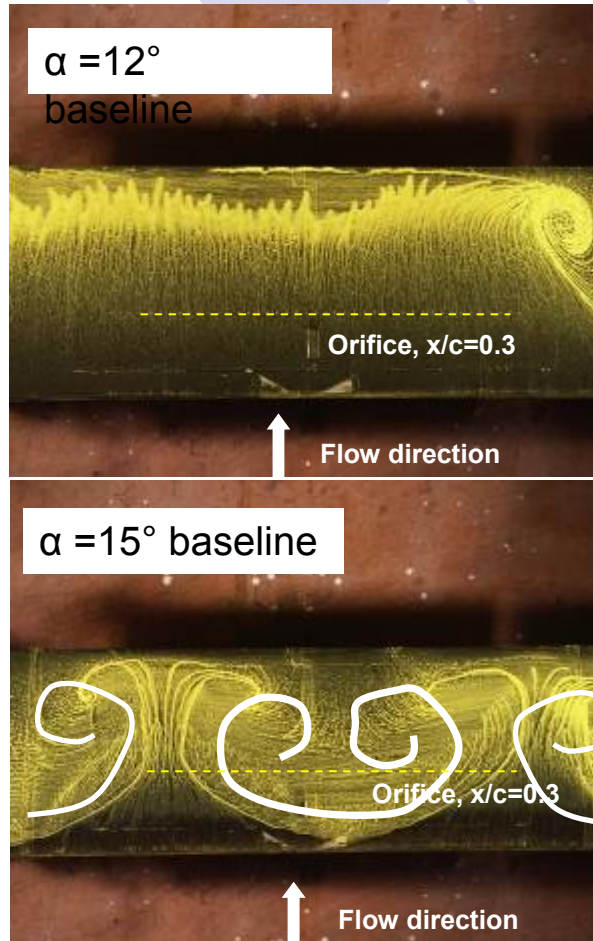 α =12°
baseline
Orifice, x/c=0.3
Flow direction
α =15° baseline
Orifice, x/c=0.3
Flow direction